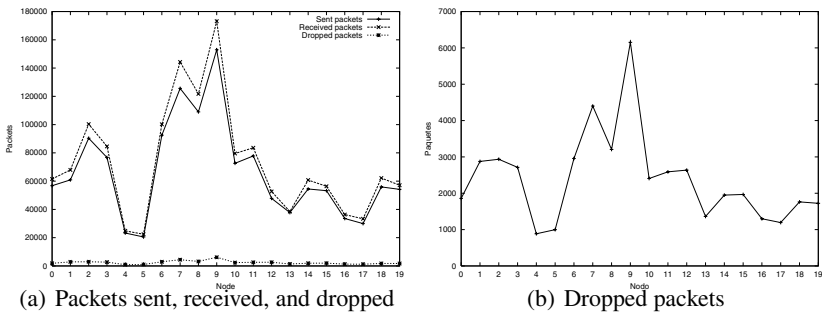 180000
160000
140000
120000
100000
80000
60000
40000
20000
0
Packets
Sent packets
Received packets
Dropped packets
0 1 2 3 4 5 6 7 8 9 10 11 12 13 14 15 16 17 18 19
Node
(a) Packets sent, received, and dropped
7000
6000
5000
4000
3000
2000
1000
0
Paquetes
0 1 2 3 4 5 6 7 8 9 10 11 12 13 14 15 16 17 18 19
Nodo
(b) Dropped packets